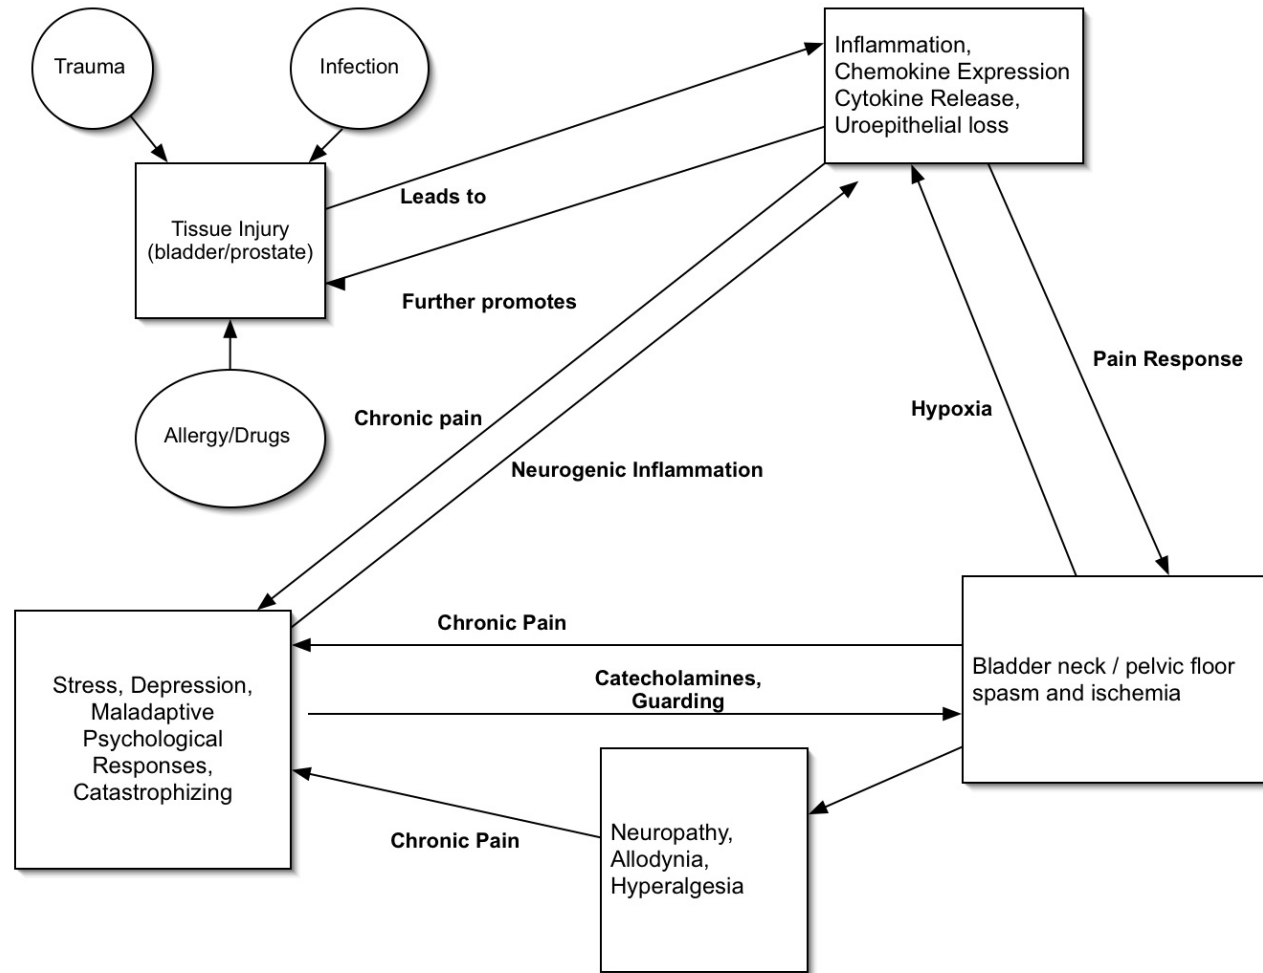 Trauma
Infection
Inflammation,
Chemokine Expression
Cytokine Release,
Uroepithelial loss
Tissue Injury
(bladder/prostate)
Leads to
Further promotes
Allergy/Drugs
Chronic pain
Neurogenic Inflammation
Hypoxia
Pain Response
Chronic Pain
Catecholamines,
Guarding
Bladder neck / pelvic floor
spasm and ischemia
Stress, Depression,
Maladaptive
Psychological
Responses,
Catastrophizing
Chronic Pain
Neuropathy,
Allodynia,
Hyperalgesia